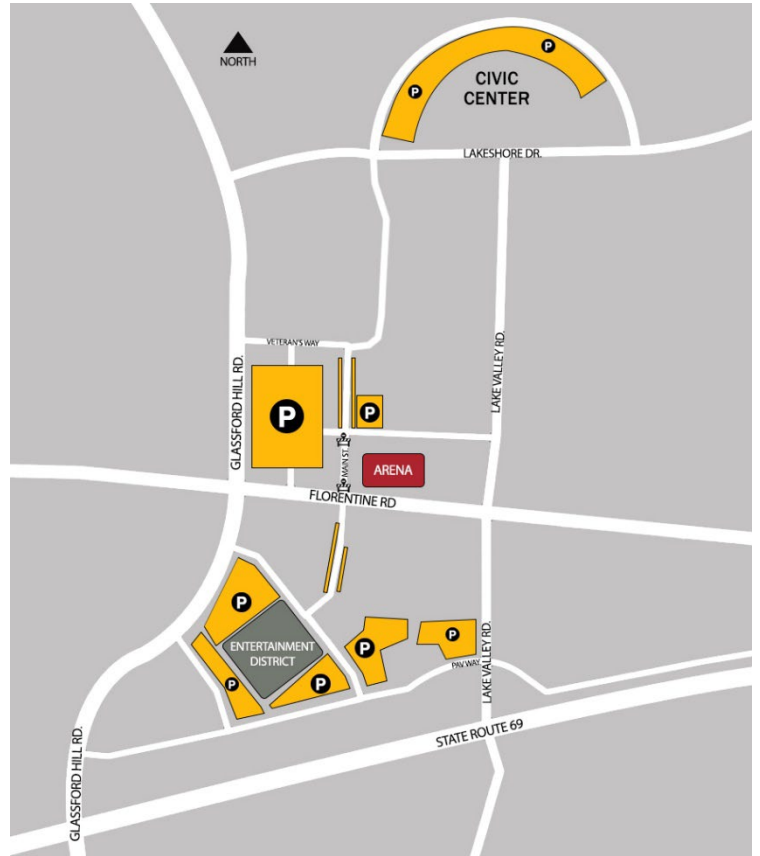 NORTH
P
P
CIVIC
CENTER
LAKESHORE DR.
VETERAN'S WAY
GLASSFORD HILL RD.
LAKE VALLEY RD.
P
P
MAIN ST.
ARENA
FLORENTINE RD
P
ENTERTAINMENT
DISTRICT
P
P
P
P
PAV WAY
LAKE VALLEY RD.
STATE ROUTE 69
GLASSFORD HILL RD.